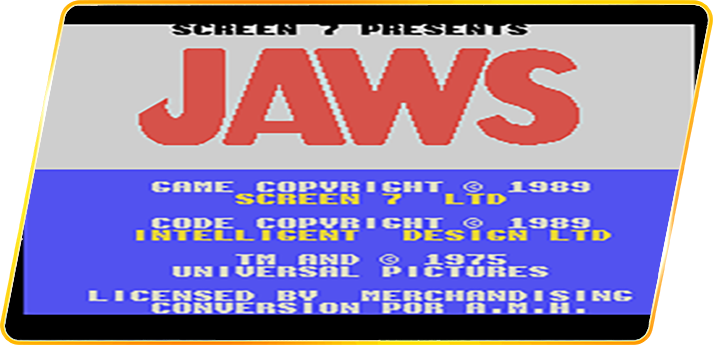 SCREEN 7 PRESENTS
JAWS
GAME COPYRIGHT © 1989
SCREEN 7 LTD
CODE COPYRIGHT © 1989
INTELLIGENT DESIGN LTD
TM AND © 1975
UNIVERSAL PICTURES
LICENSED BY MERCHANDISING
CONVERSION POR A.M.H.